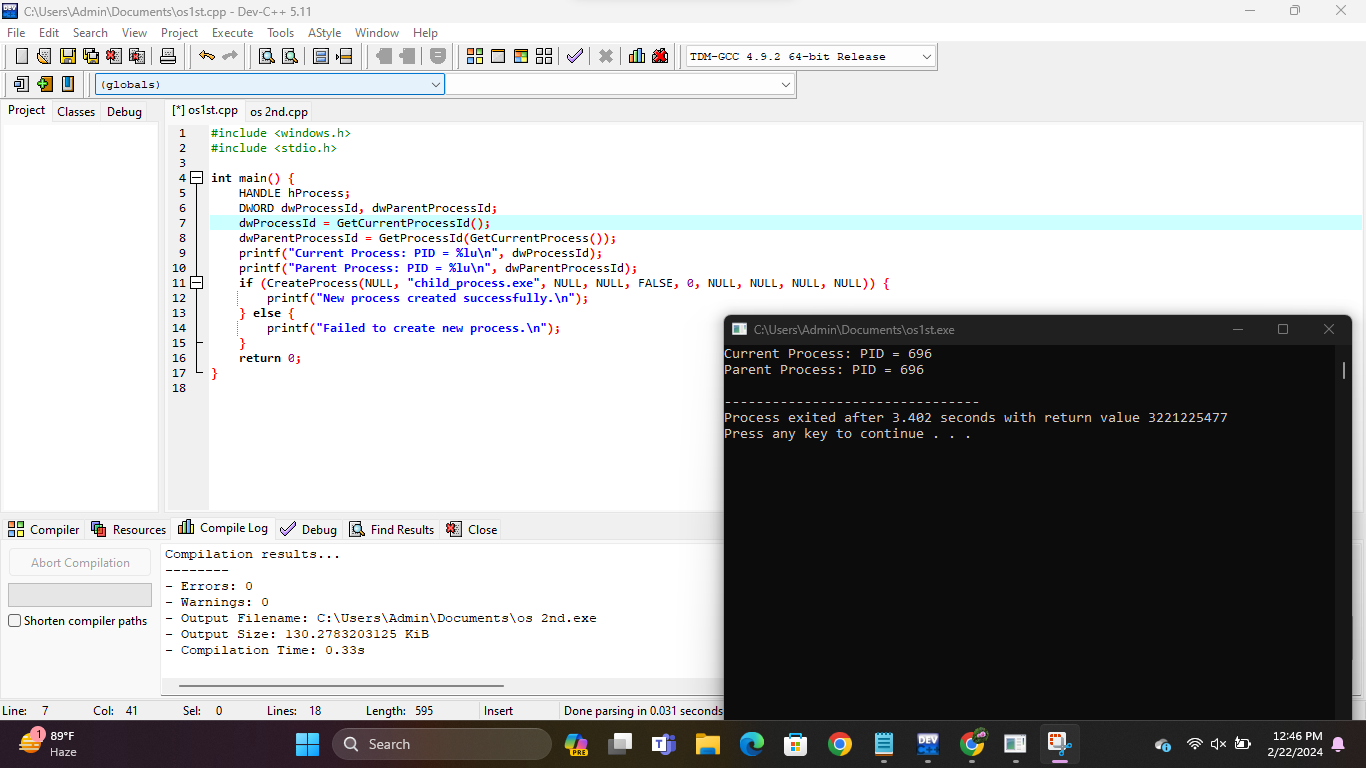 C:\Users\Admin\Documents\os1st.cpp - Dev-C++ 5.11
File Edit Search View Project Execute Tools AStyle Window Help
TDM-GCC 4.9.2 64-bit Release
(globals)
Project Classes Debug
[*] os1st.cpp os 2nd.cpp
1 #include <windows.h>
2 #include <stdio.h>
3
4 int main() {
5 HANDLE hProcess;
6 DWORD dwProcessId, dwParentProcessId;
7 dwProcessId = GetCurrentProcessId();
8 dwParentProcessId = GetProcessId(GetCurrentProcess());
9 printf("Current Process: PID = %lu\n", dwProcessId);
10 printf("Parent Process: PID = %lu\n", dwParentProcessId);
11 if (CreateProcess(NULL, "child_process.exe", NULL, NULL, FALSE, 0, NULL, NULL, NULL, NULL)) {
12 printf("New process created successfully.\n");
13 } else {
14 printf("Failed to create new process.\n");
15 }
16 return 0;
17 }
18
C:\Users\Admin\Documents\os1st.exe
Current Process: PID = 696
Parent Process: PID = 696
--------------------------------
Process exited after 3.402 seconds with return value 3221225477
Press any key to continue . . .
Compiler Resources Compile Log Debug Find Results Close
Abort Compilation
Shorten compiler paths
Compilation results...
--------
- Errors: 0
- Warnings: 0
- Output Filename: C:\Users\Admin\Documents\os 2nd.exe
- Output Size: 130.2783203125 KiB
- Compilation Time: 0.33s
Line: 7 Col: 41 Sel: 0 Lines: 18 Length: 595 Insert Done parsing in 0.031 seconds
1
89°F
Haze
Search
PRE
DEV
12:46 PM
2/22/2024